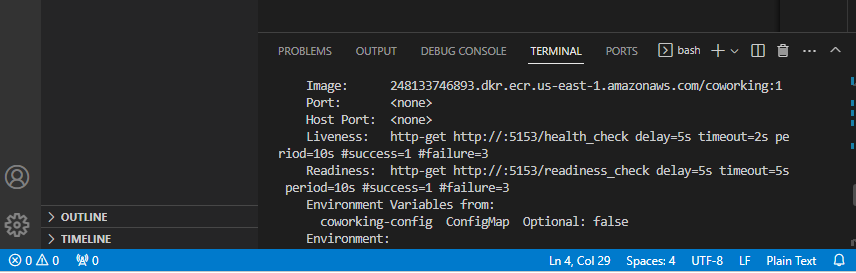 PROBLEMS OUTPUT DEBUG CONSOLE TERMINAL PORTS bash
Image: 248133746893.dkr.ecr.us-east-1.amazonaws.com/coworking:1
Port: <none>
Host Port: <none>
Liveness: http-get http://:5153/health_check delay=5s timeout=2s pe
riod=10s #success=1 #failure=3
Readiness: http-get http://:5153/readiness_check delay=5s timeout=5s
period=10s #success=1 #failure=3
Environment Variables from:
coworking-config ConfigMap Optional: false
Environment:
OUTLINE
TIMELINE
0 0 0 Ln 4, Col 29 Spaces: 4 UTF-8 LF Plain Text